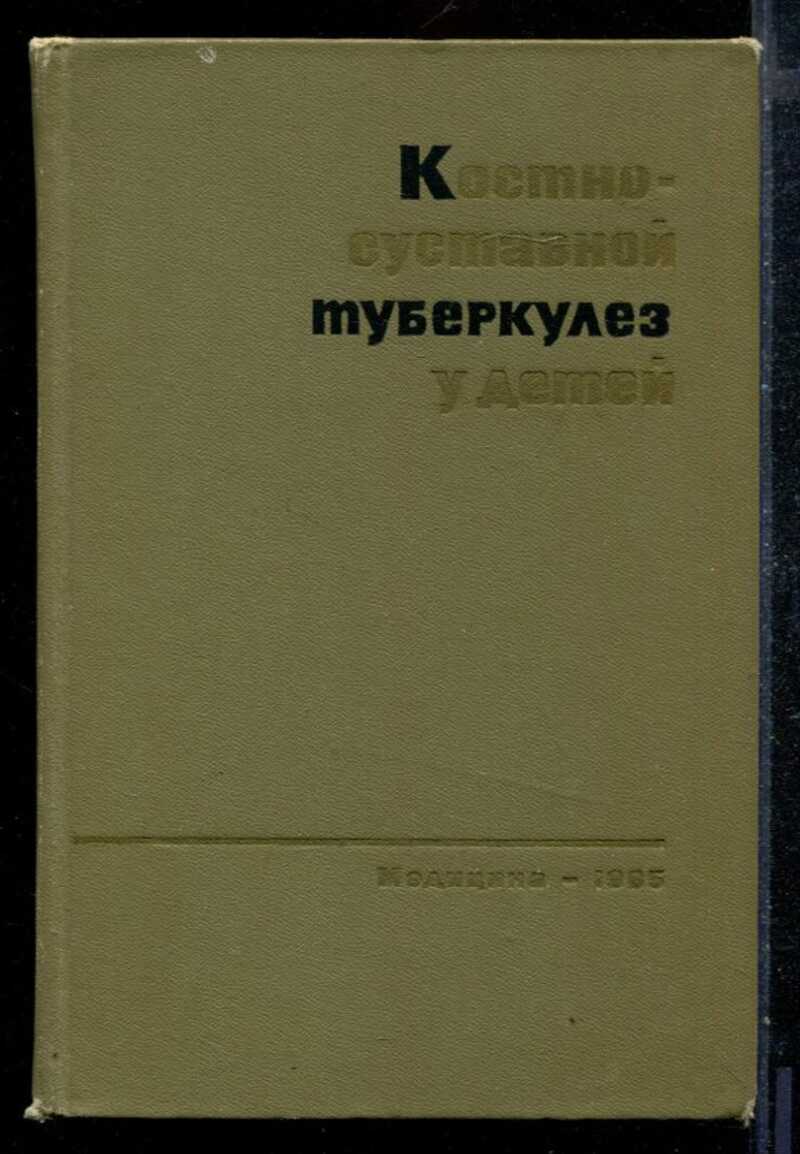 Костно-
суставной
туберкулез
у детей
Медицина – 1965